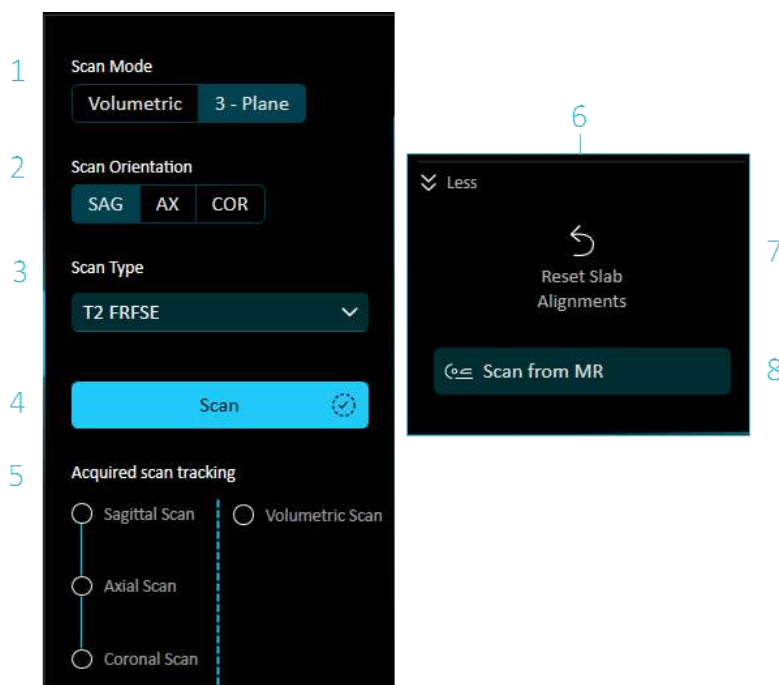 1
Scan Mode
Volumetric 3 - Plane
2
Scan Orientation
SAG AX COR
3
Scan Type
T2 FRFSE
4
Scan
5
Acquired scan tracking
Sagittal Scan Volumetric Scan
Axial Scan
Coronal Scan
6
Less
7
Reset Slab
Alignments
8
Scan from MR